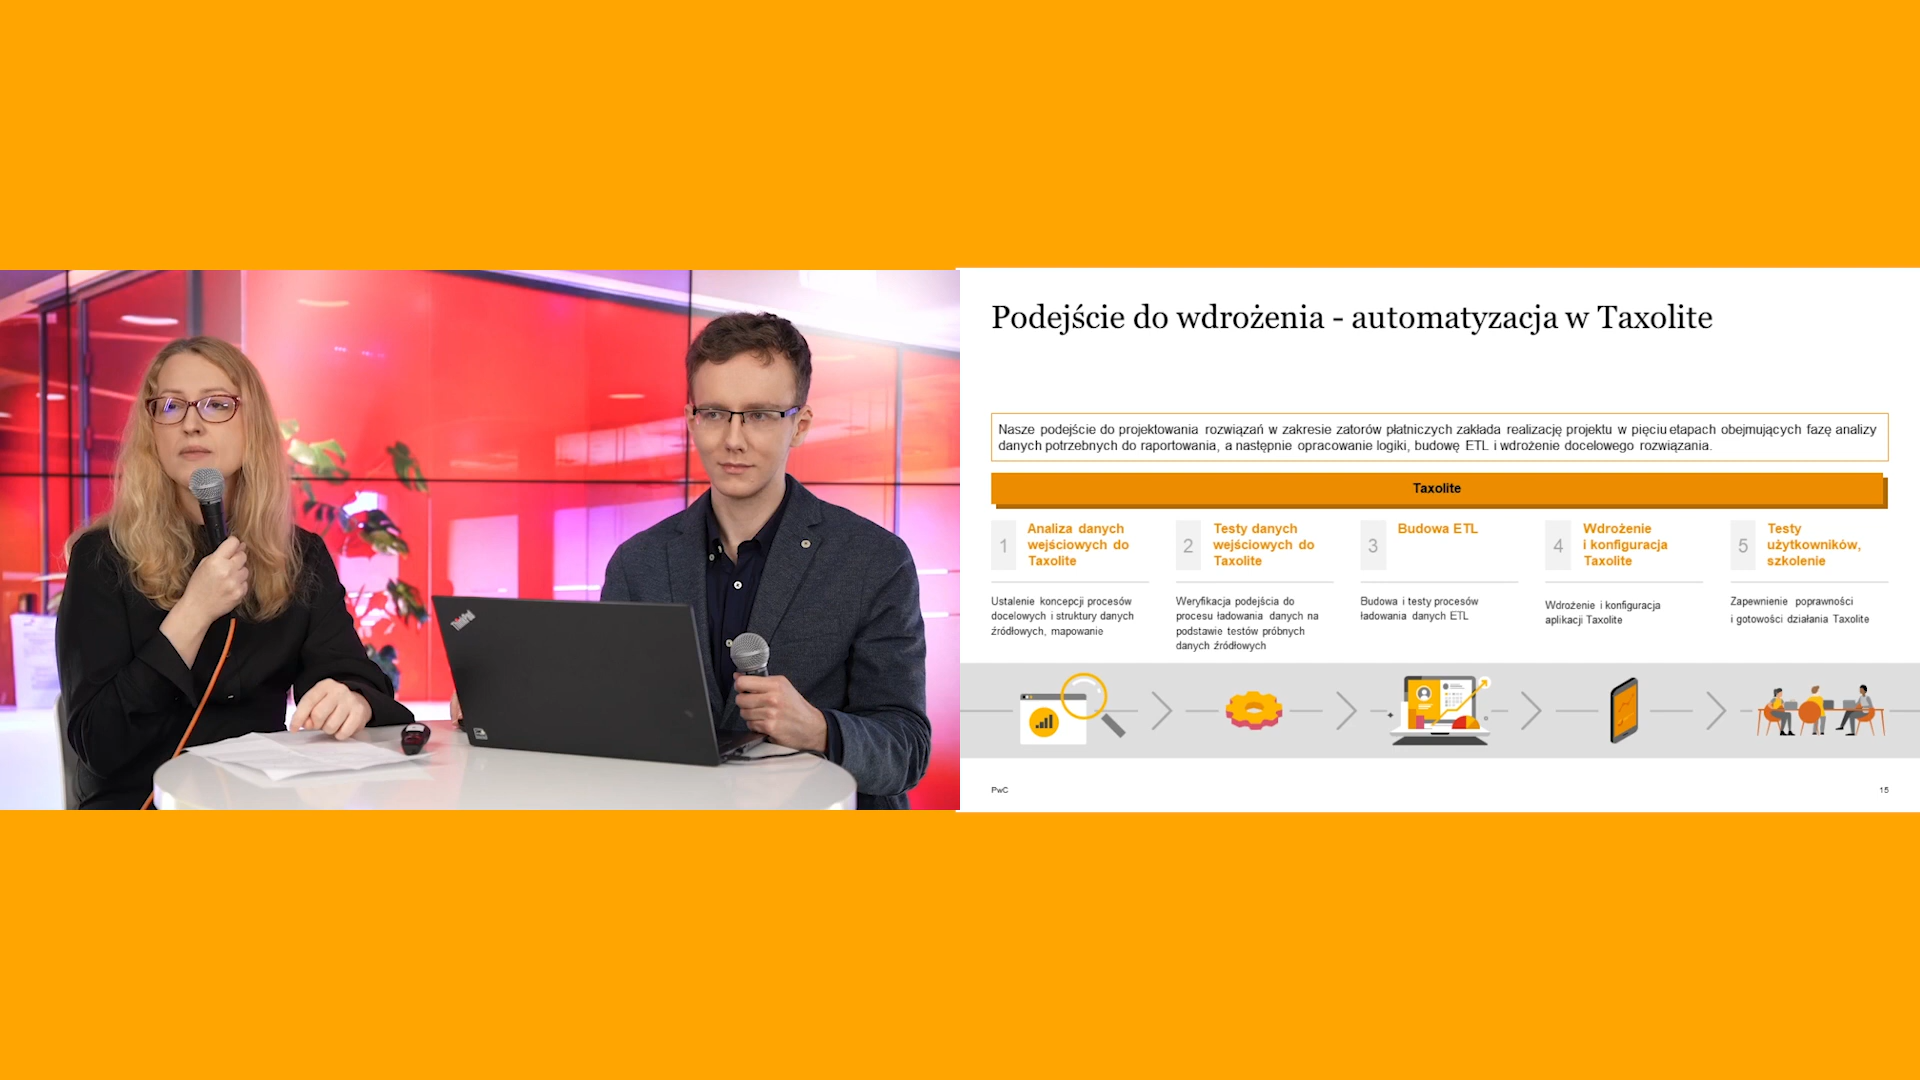 ThinkPad
Podejście do wdrożenia - automatyzacja w Taxolite
Nasze podejście do projektowania rozwiązań w zakresie zatorów płatniczych zakłada realizację projektu w pięciu etapach obejmujących fazę analizy
danych potrzebnych do raportowania, a następnie opracowanie logiki, budowę ETL i wdrożenie docelowego rozwiązania.
Taxolite
1
Analiza danych
wejściowych do
Taxolite
Ustalenie koncepcji procesów
docelowych i struktury danych
źródłowych, mapowanie
2
Testy danych
wejściowych do
Taxolite
Weryfikacja podejścia do
procesu ładowania danych na
podstawie testów próbnych
danych źródłowych
3
Budowa ETL
Budowa i testy procesów
ładowania danych ETL
4
Wdrożenie
i konfiguracja
Taxolite
Wdrożenie i konfiguracja
aplikacji Taxolite
5
Testy
użytkowników,
szkolenie
Zapewnienie poprawności
i gotowości działania Taxolite
PwC
15